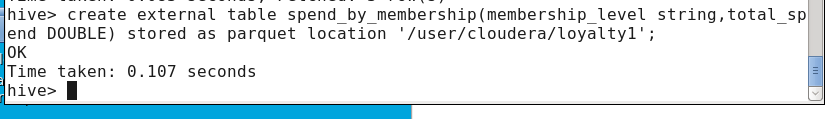 hive> create external table spend_by_membership(membership_level string,total_sp
end DOUBLE) stored as parquet location '/user/cloudera/loyalty1';
OK
Time taken: 0.107 seconds
hive>